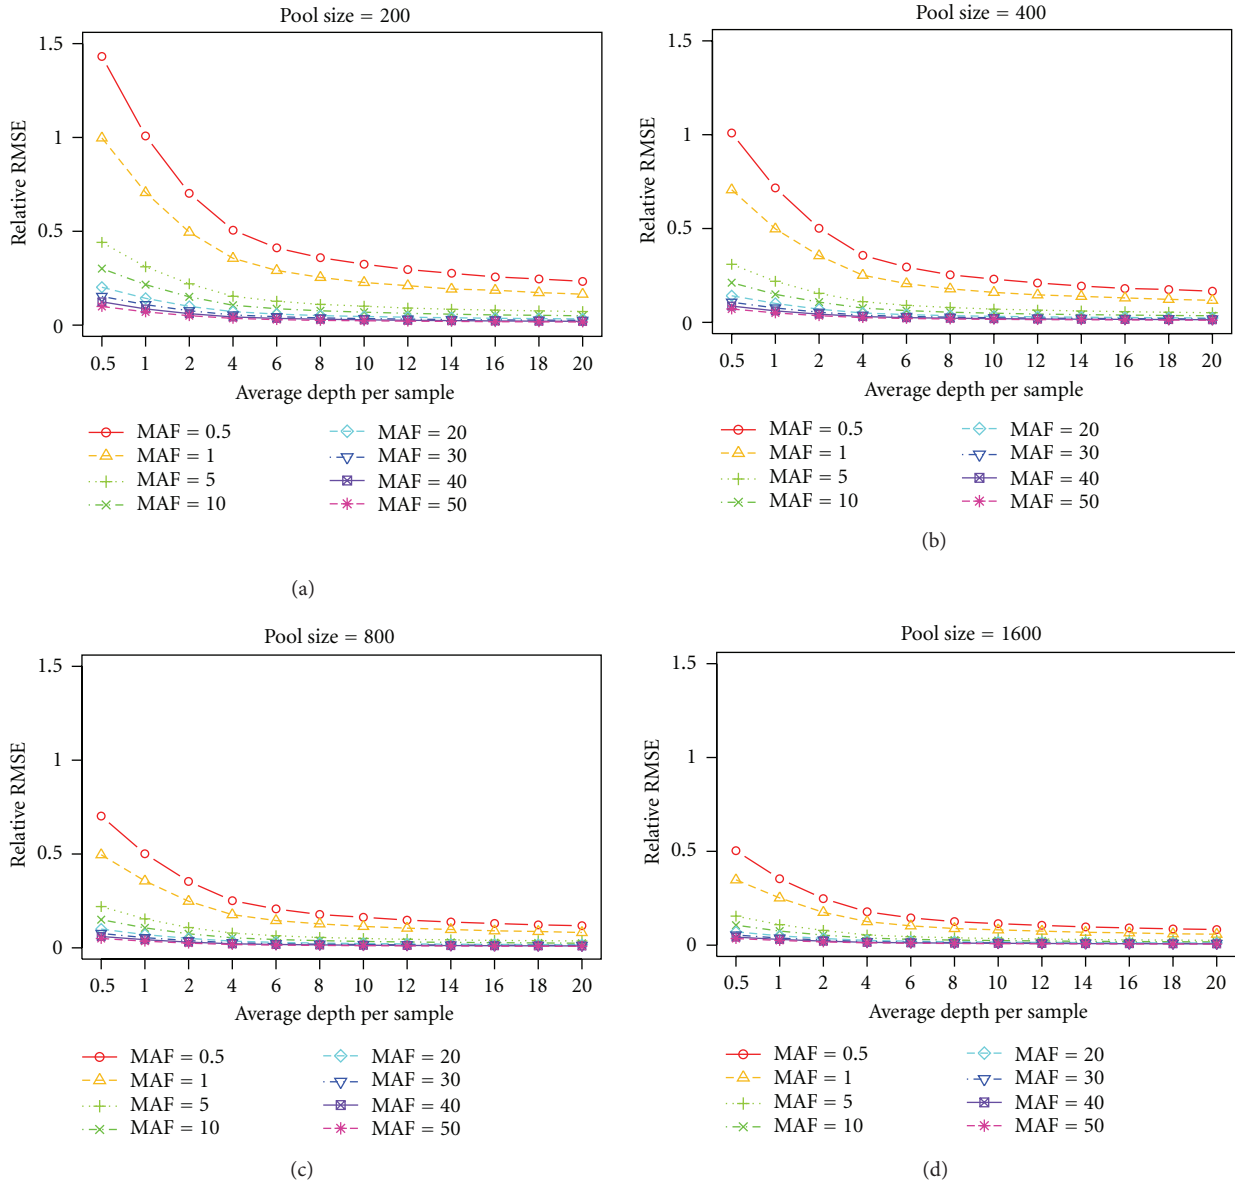 Pool size = 200
1.5
1
0.5
0
Relative RMSE
0.5 1 2 4 6 8 10 12 14 16 18 20
Average depth per sample
MAF = 0.5
MAF = 1
MAF = 5
MAF = 10
MAF = 20
MAF = 30
MAF = 40
MAF = 50
(a)
Pool size = 400
1.5
1
0.5
0
Relative RMSE
0.5 1 2 4 6 8 10 12 14 16 18 20
Average depth per sample
MAF = 0.5
MAF = 1
MAF = 5
MAF = 10
MAF = 20
MAF = 30
MAF = 40
MAF = 50
(b)
Pool size = 800
1.5
1
0.5
0
Relative RMSE
0.5 1 2 4 6 8 10 12 14 16 18 20
Average depth per sample
MAF = 0.5
MAF = 1
MAF = 5
MAF = 10
MAF = 20
MAF = 30
MAF = 40
MAF = 50
(c)
Pool size = 1600
1.5
1
0.5
0
Relative RMSE
0.5 1 2 4 6 8 10 12 14 16 18 20
Average depth per sample
MAF = 0.5
MAF = 1
MAF = 5
MAF = 10
MAF = 20
MAF = 30
MAF = 40
MAF = 50
(d)